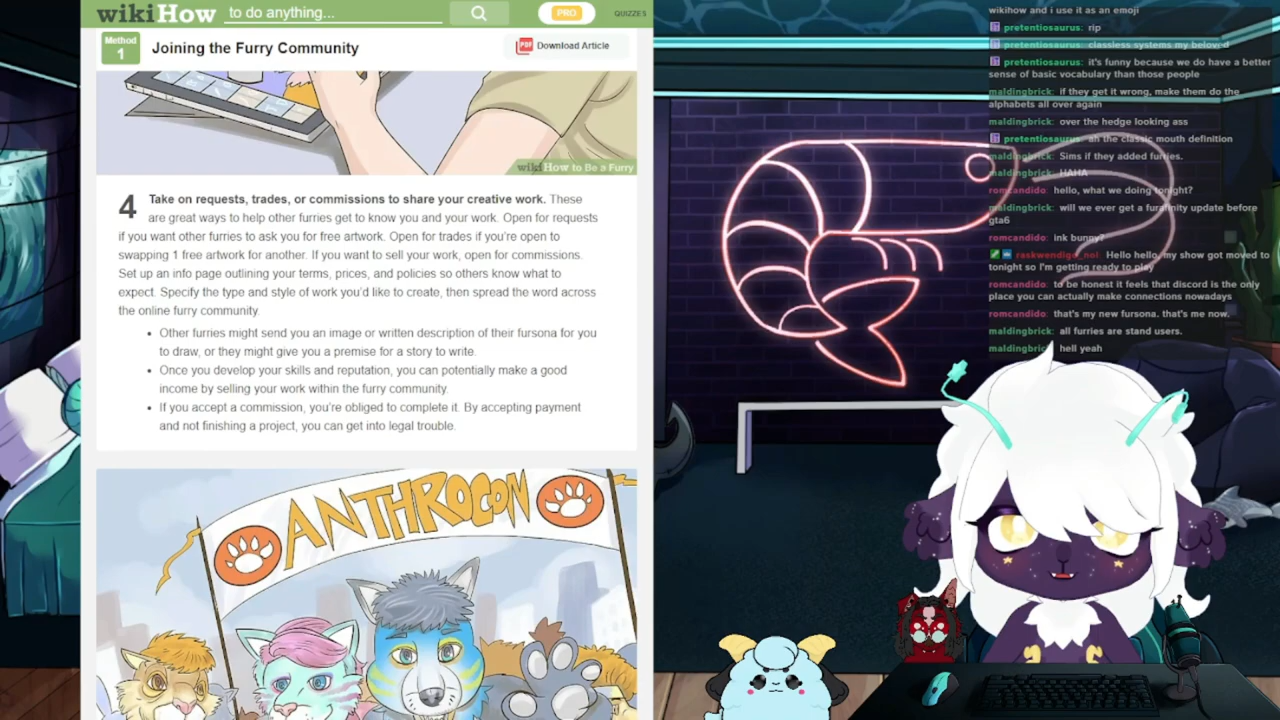 wikiHow to do anything...
PRO
QUIZZES
Method
1
Joining the Furry Community
PDF Download Article
wikiHow to Be a Furry
4 Take on requests, trades, or commissions to share your creative work. These
are great ways to help other furries get to know you and your work. Open for requests
if you want other furries to ask you for free artwork. Open for trades if you're open to
swapping 1 free artwork for another. If you want to sell your work, open for commissions.
Set up an info page outlining your terms, prices, and policies so others know what to
expect. Specify the type and style of work you'd like to create, then spread the word across
the online furry community.
• Other furries might send you an image or written description of their fursona for you
to draw, or they might give you a premise for a story to write.
• Once you develop your skills and reputation, you can potentially make a good
income by selling your work within the furry community.
• If you accept a commission, you're obliged to complete it. By accepting payment
and not finishing a project, you can get into legal trouble.
ANTHROCON
wikihow and i use it as an emoji
pretentiosaurus: rip
pretentiosaurus: classless systems my beloved
pretentiosaurus: it's funny because we do have a better
sense of basic vocabulary than those people
maldingbrick: if they get it wrong, make them do the
alphabets all over again
maldingbrick: over the hedge looking ass
pretentiosaurus: ah the classic mouth definition
maldingbrick: Sims if they added furries.
maldingbrick: HAHA
romcandido: hello, what we doing tonight?
maldingbrick: will we ever get a furaffinity update before
gta6
romcandido: ink bunny?
raskwendigo_nol: Hello hello, my show got moved to
tonight so I'm getting ready to play
romcandido: to be honest it feels that discord is the only
place you can actually make connections nowadays
romcandido: that's my new fursona. that's me now.
maldingbrick: all furries are stand users.
maldingbrick: hell yeah